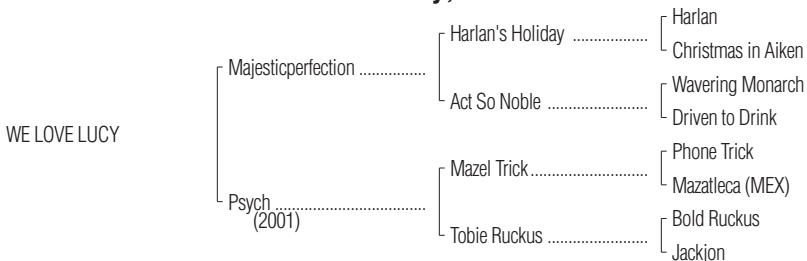 Harlan
Harlan's Holiday ..................
Christmas in Aiken
Majesticperfection ................
Wavering Monarch
Act So Noble ........................
Driven to Drink
WE LOVE LUCY
Phone Trick
Mazel Trick ............................
Mazatleca (MEX)
Psych .....................................
(2001)
Bold Ruckus
Tobie Ruckus ........................
Jackion